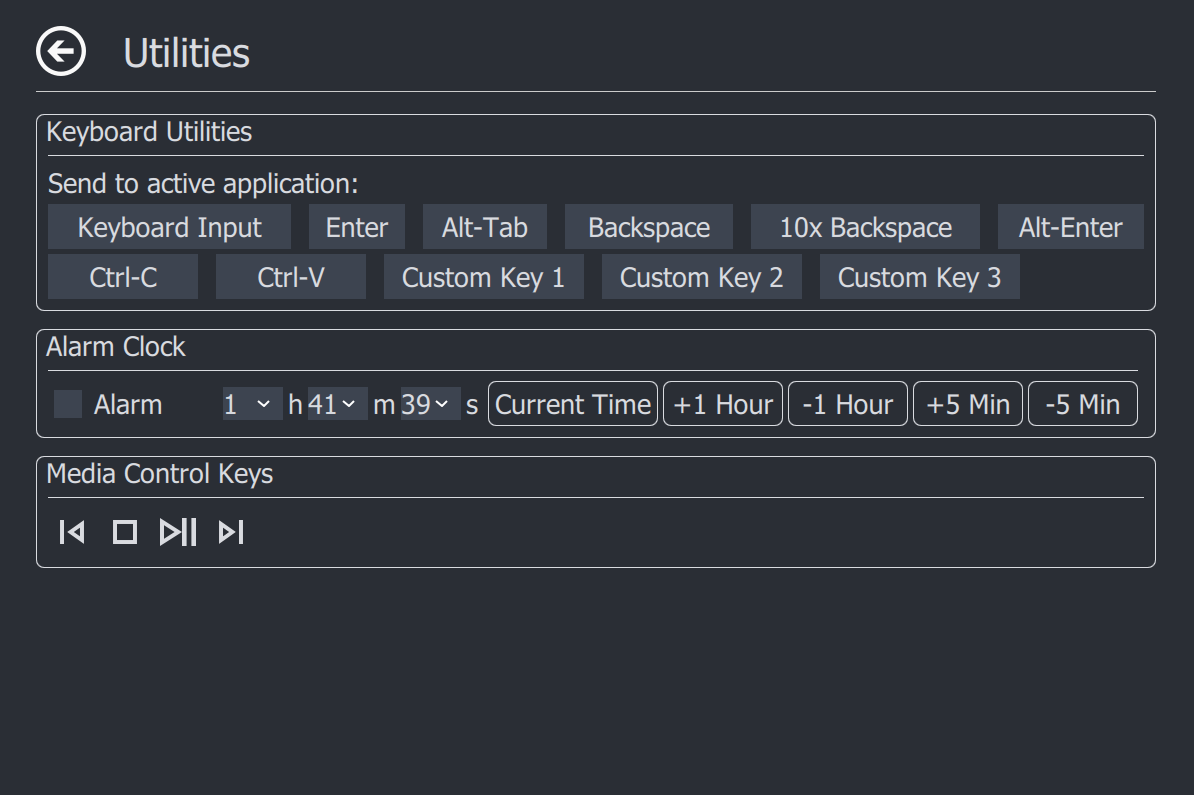 Utilities
Keyboard Utilities
Send to active application:
Keyboard Input Enter Alt-Tab Backspace 10x Backspace Alt-Enter
Ctrl-C Ctrl-V Custom Key 1 Custom Key 2 Custom Key 3
Alarm Clock
Alarm 1 h 41 m 39 s Current Time +1 Hour -1 Hour +5 Min -5 Min
Media Control Keys